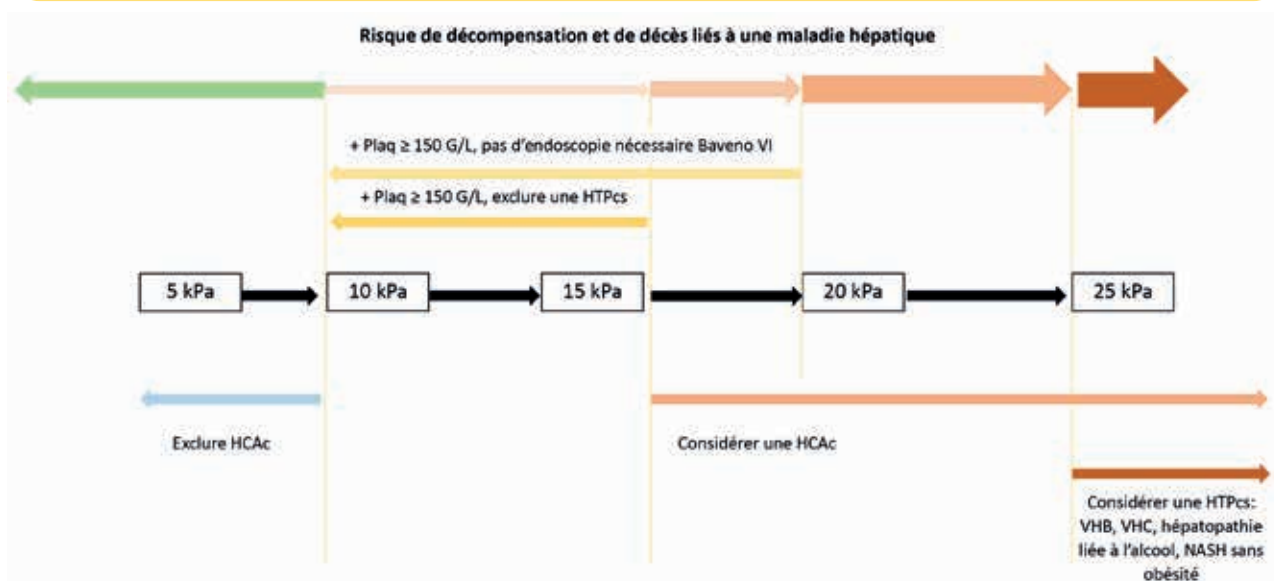 Risque de décompensation et de décès liés à une maladie hépatique
+ Plaq ≥ 150 G/L, pas d'endoscopie nécessaire Baveno VI
+ Plaq ≥ 150 G/L, exclure une HTPcs
5 kPa
10 kPa
15 kPa
20 kPa
25 kPa
Exclure HCAc
Considérer une HCAc
Considérer une HTPcs:
VHB, VHC, hépatopathie
liée à l'alcool, NASH sans
obésité